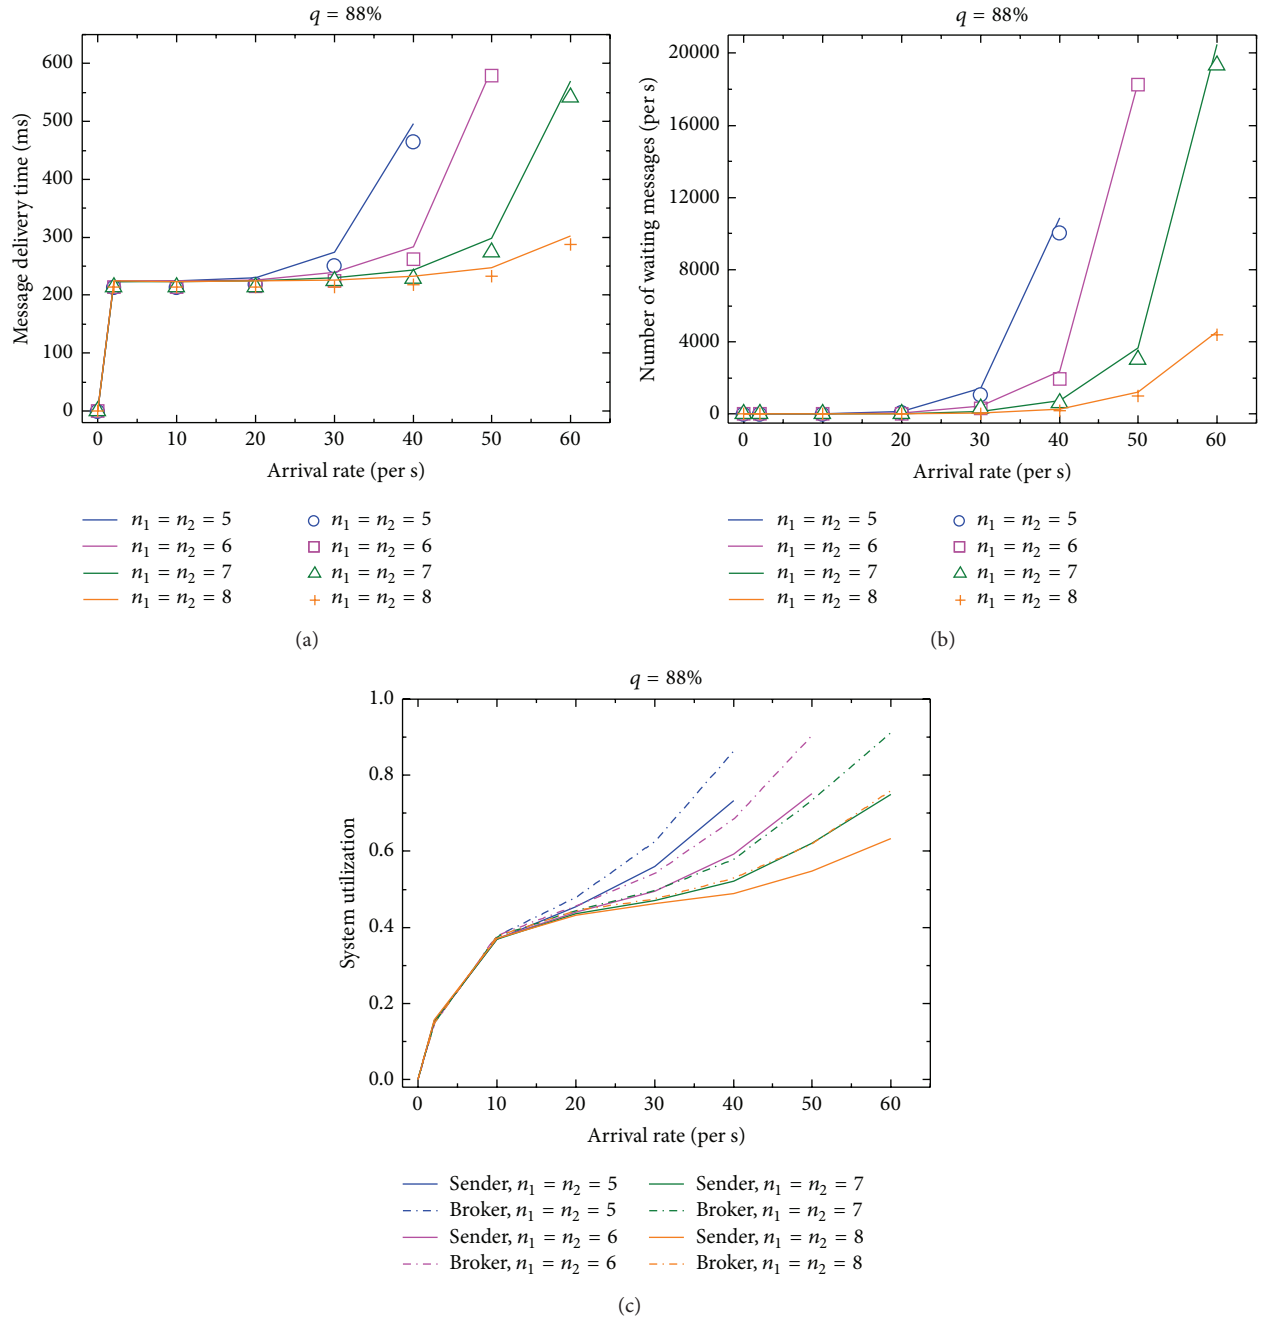 q = 88%
Message delivery time (ms)
600
500
400
300
200
100
0
0 10 20 30 40 50 60
Arrival rate (per s)
n1 = n2 = 5 n1 = n2 = 5
n1 = n2 = 6 n1 = n2 = 6
n1 = n2 = 7 n1 = n2 = 7
n1 = n2 = 8 n1 = n2 = 8
(a)
q = 88%
Number of waiting messages (per s)
20000
16000
12000
8000
4000
0
0 10 20 30 40 50 60
Arrival rate (per s)
n1 = n2 = 5 n1 = n2 = 5
n1 = n2 = 6 n1 = n2 = 6
n1 = n2 = 7 n1 = n2 = 7
n1 = n2 = 8 n1 = n2 = 8
(b)
q = 88%
System utilization
1.0
0.8
0.6
0.4
0.2
0.0
0 10 20 30 40 50 60
Arrival rate (per s)
Sender, n1 = n2 = 5 Sender, n1 = n2 = 7
Broker, n1 = n2 = 5 Broker, n1 = n2 = 7
Sender, n1 = n2 = 6 Sender, n1 = n2 = 8
Broker, n1 = n2 = 6 Broker, n1 = n2 = 8
(c)